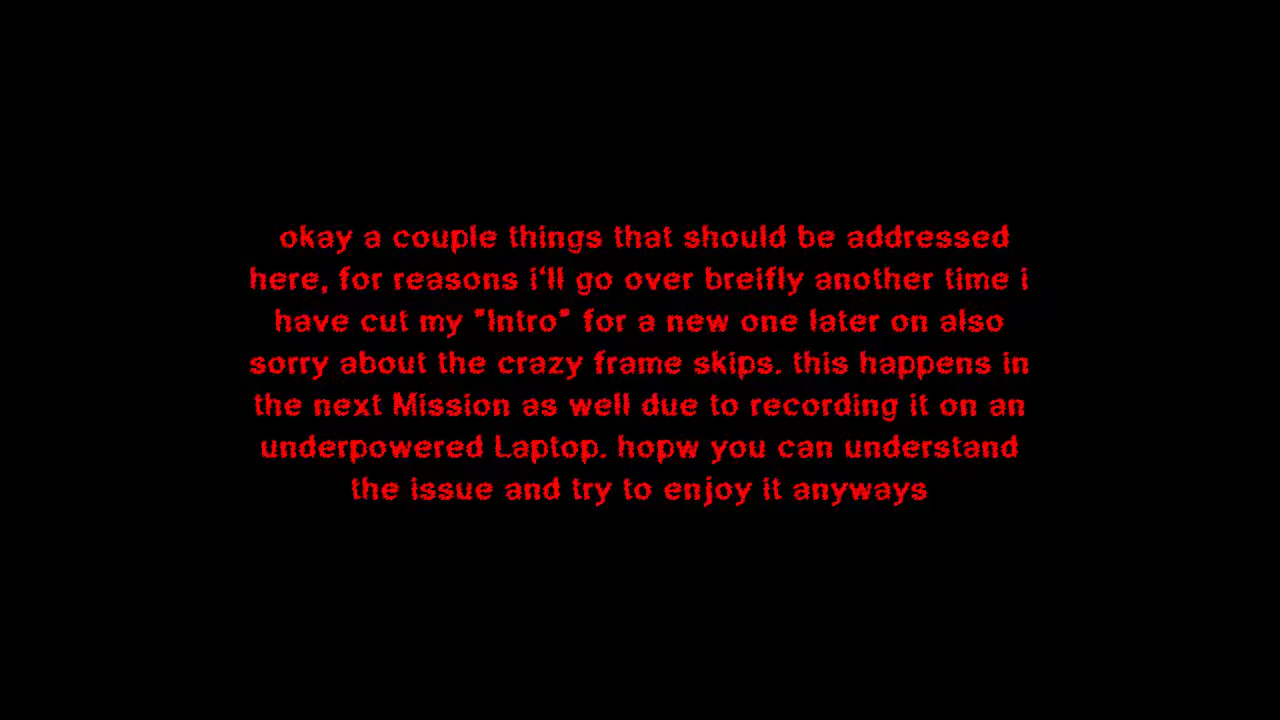 okay a couple things that should be addressed
here, for reasons i'll go over breifly another time i
have cut my "Intro" for a new one later on also
sorry about the crazy frame skips. this happens in
the next Mission as well due to recording it on an
underpowered Laptop. hopw you can understand
the issue and try to enjoy it anyways